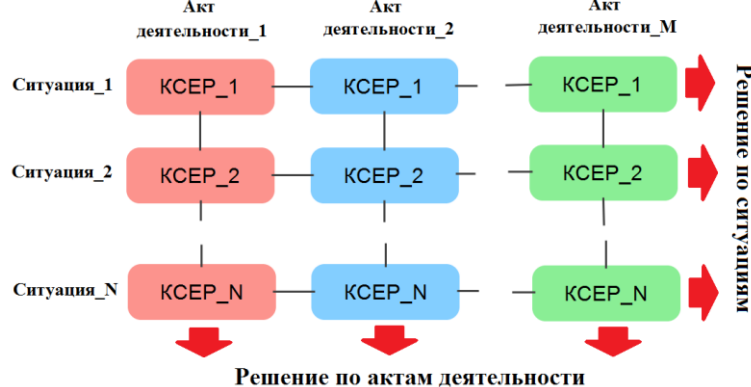 Акт
деятельности_1
Акт
деятельности_2
Акт
деятельности_M
Ситуация_1
КСЕР_1
КСЕР_1
КСЕР_1
Ситуация_2
КСЕР_2
КСЕР_2
КСЕР_2
Ситуация_N
КСЕР_N
КСЕР_N
КСЕР_N
Решение по ситуациям
Решение по актам деятельности